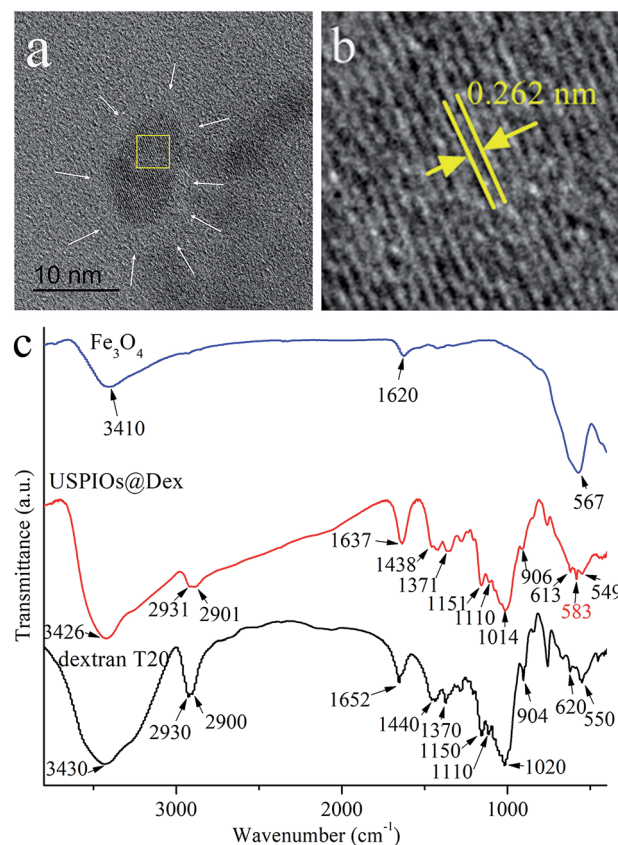 a
10 nm
b
0.262 nm
c
Fe₃O₄
3410
1620
567
USPIOs@Dex
3426
2931
2901
1637
1438
1371
1151
1110
1014
906
613
583
549
dextran T20
3430
2930
2900
1652
1440
1370
1150
1110
1020
904
620
550
Transmittance (a.u.)
3000 2000 1000
Wavenumber (cm⁻¹)